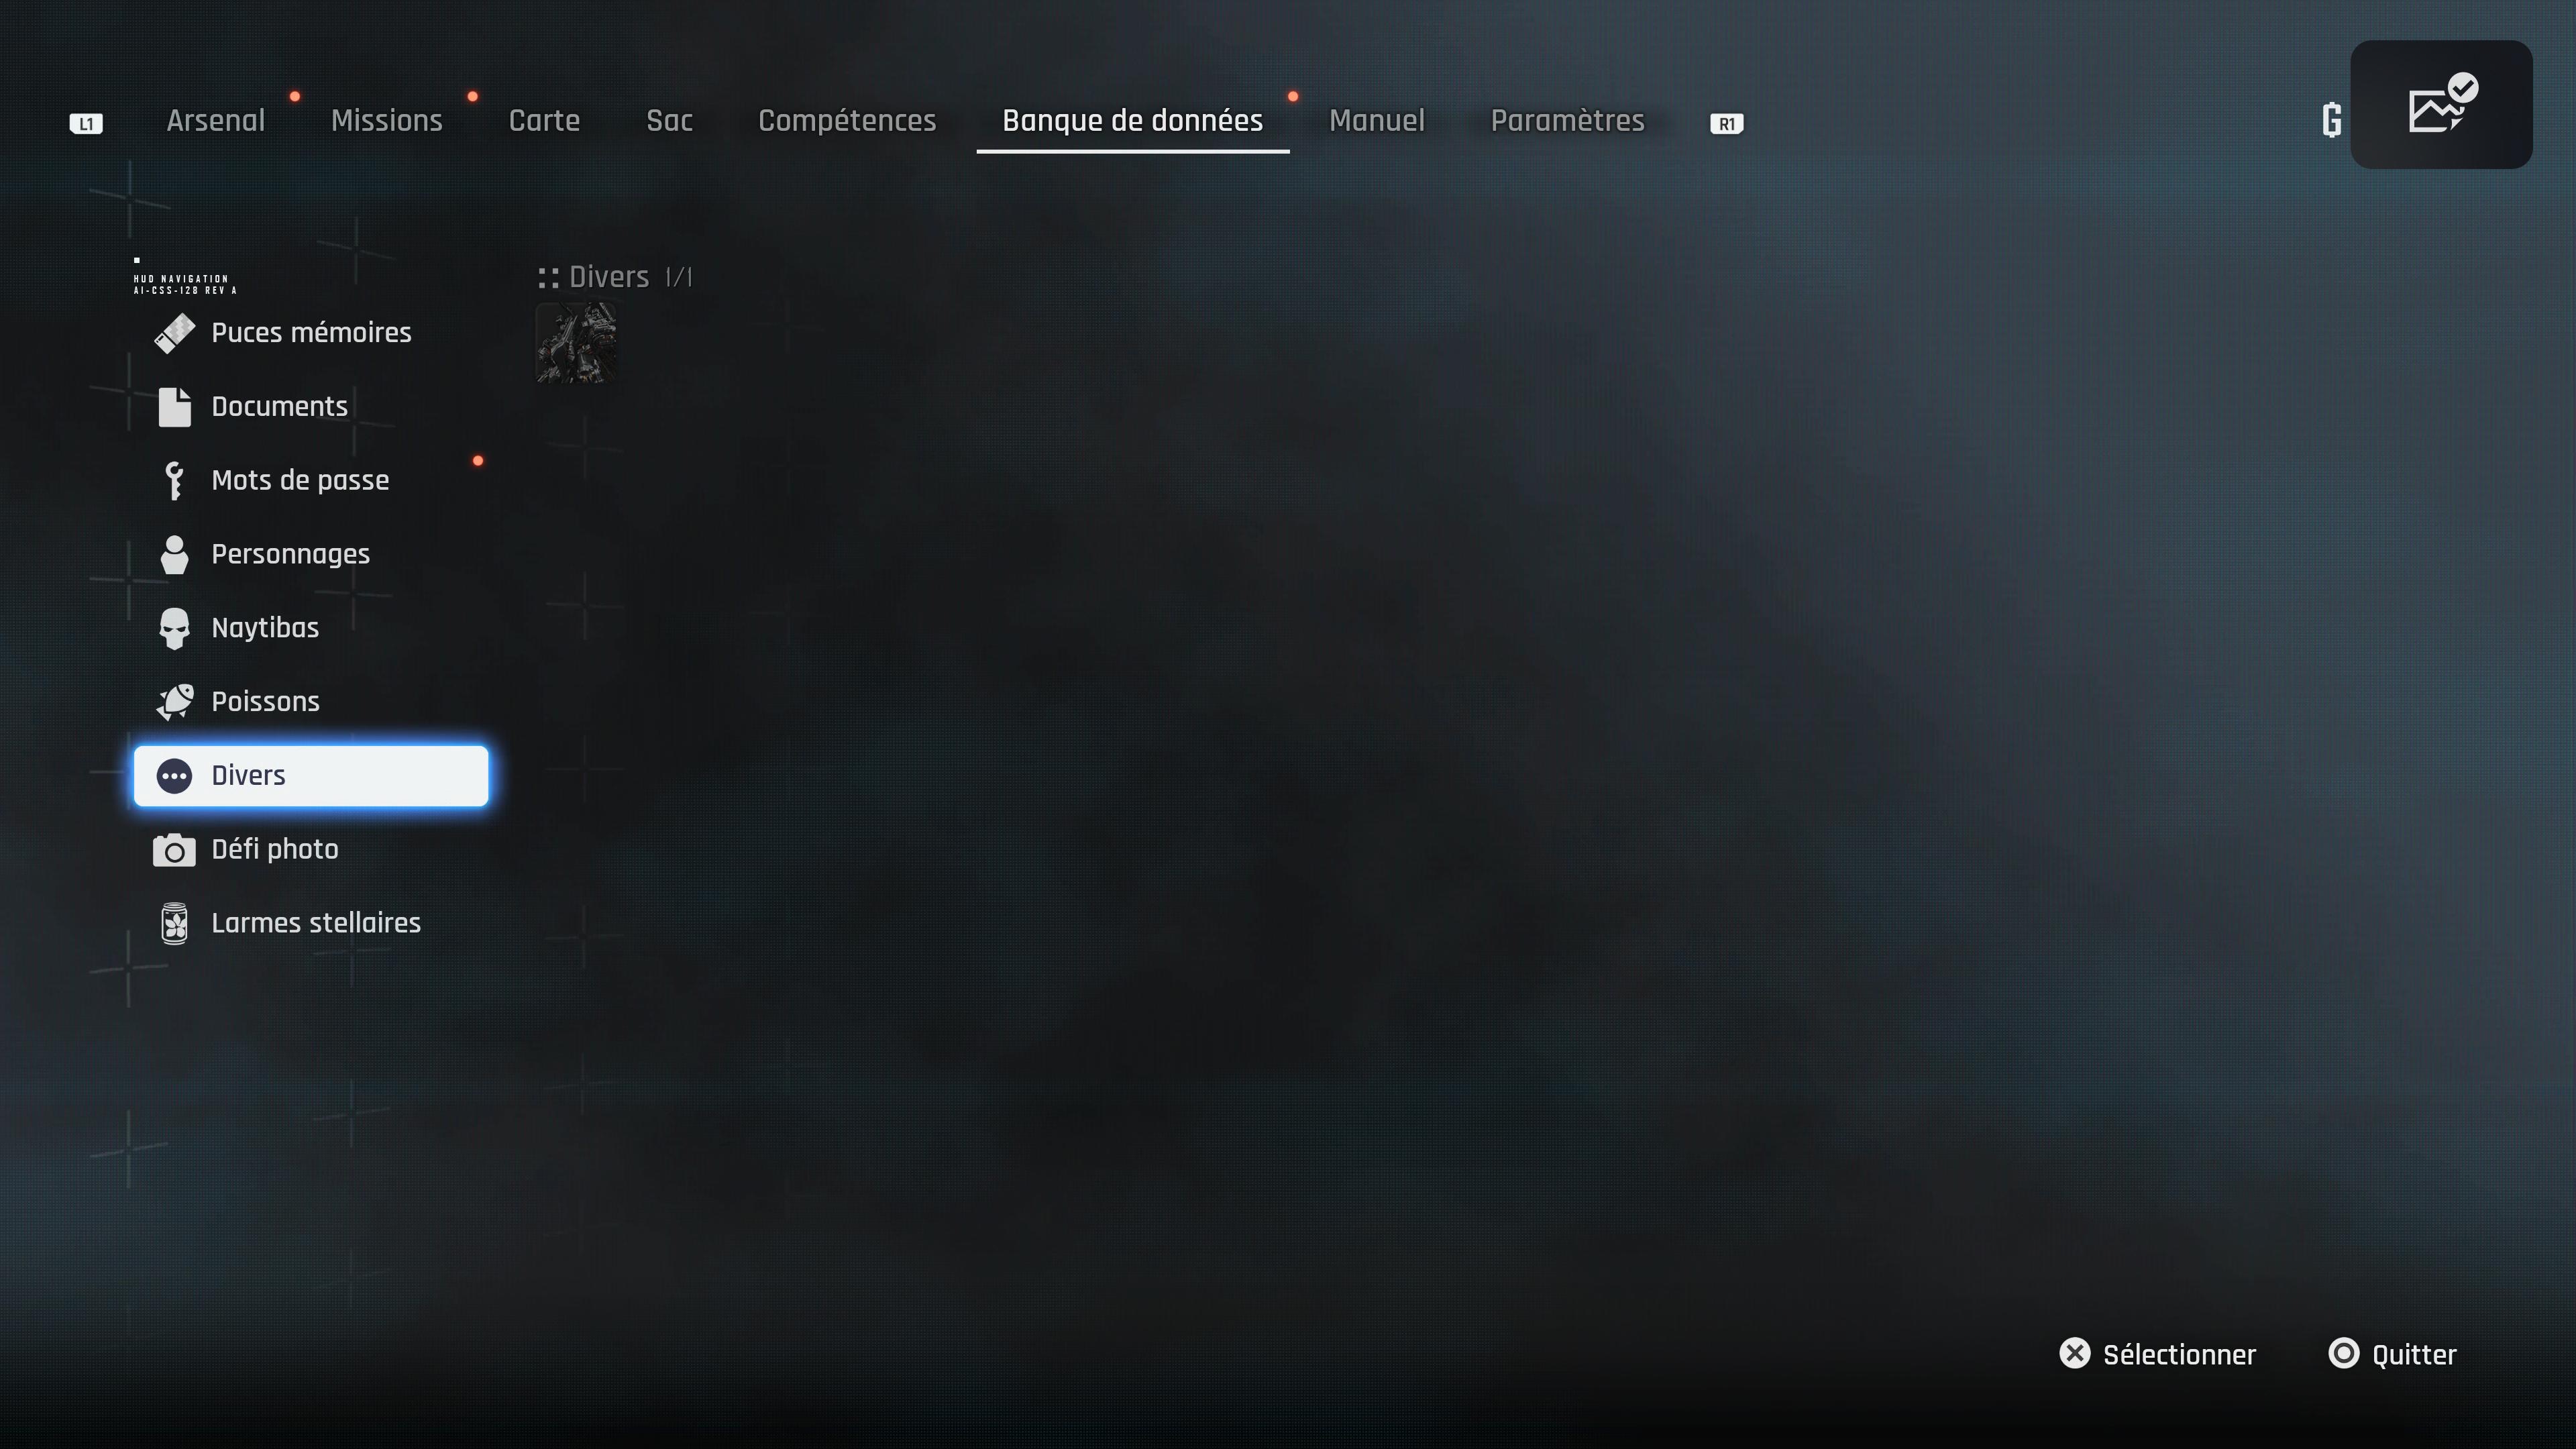 L1 Arsenal Missions Carte Sac Compétences Banque de données Manuel Paramètres R1
HUD NAVIGATION
AI-CSS-128 REV A
Divers 1/1
Puces mémoires
Documents
Mots de passe
Personnages
Naytibas
Poissons
Divers
Défi photo
Larmes stellaires
Sélectionner Quitter